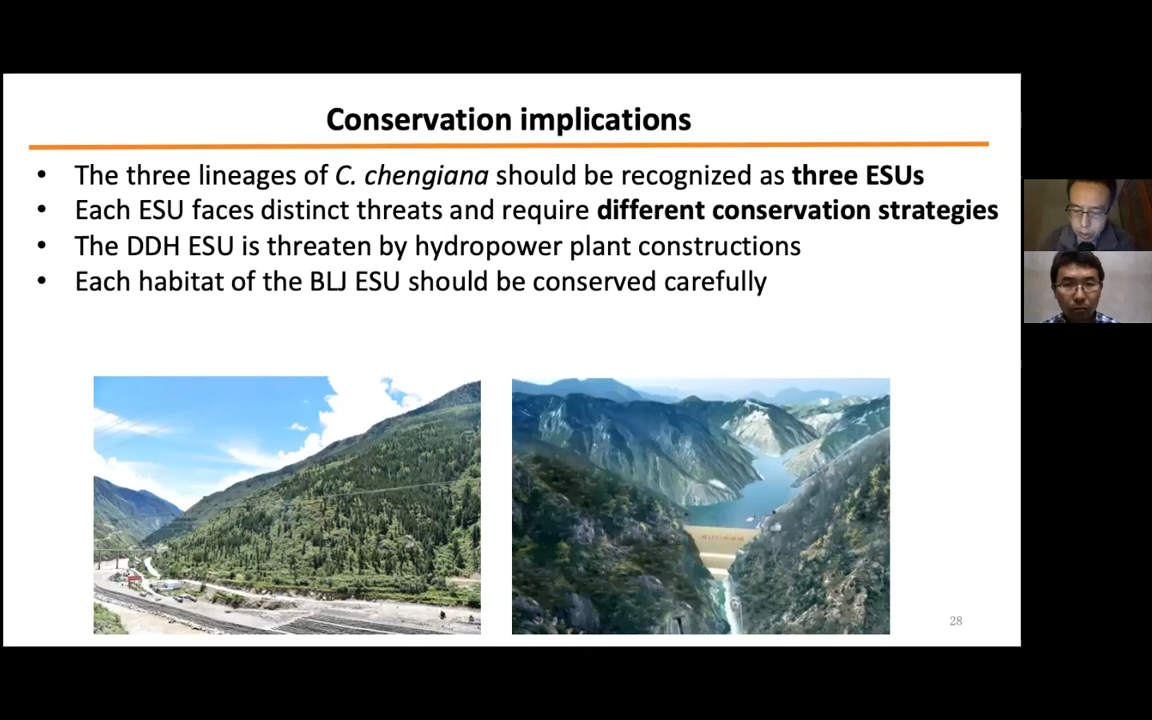 Conservation implications
• The three lineages of C. chengiana should be recognized as three ESUs
• Each ESU faces distinct threats and require different conservation strategies
• The DDH ESU is threaten by hydropower plant constructions
• Each habitat of the BLJ ESU should be conserved carefully
28